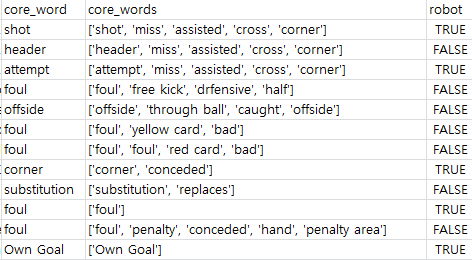 core_word core_words robot
shot ['shot', 'miss', 'assisted', 'cross', 'corner'] TRUE
header ['header', 'miss', 'assisted', 'cross', 'corner'] FALSE
attempt ['attempt', 'miss', 'assisted', 'cross', 'corner'] TRUE
foul ['foul', 'free kick', 'drfensive', 'half'] FALSE
offside ['offside', 'through ball', 'caught', 'offside'] FALSE
foul ['foul', 'yellow card', 'bad'] FALSE
foul ['foul', 'foul', 'red card', 'bad'] FALSE
corner ['corner', 'conceded'] TRUE
substitution ['substitution', 'replaces'] FALSE
foul ['foul'] TRUE
foul ['foul', 'penalty', 'conceded', 'hand', 'penalty area'] FALSE
Own Goal ['Own Goal'] TRUE